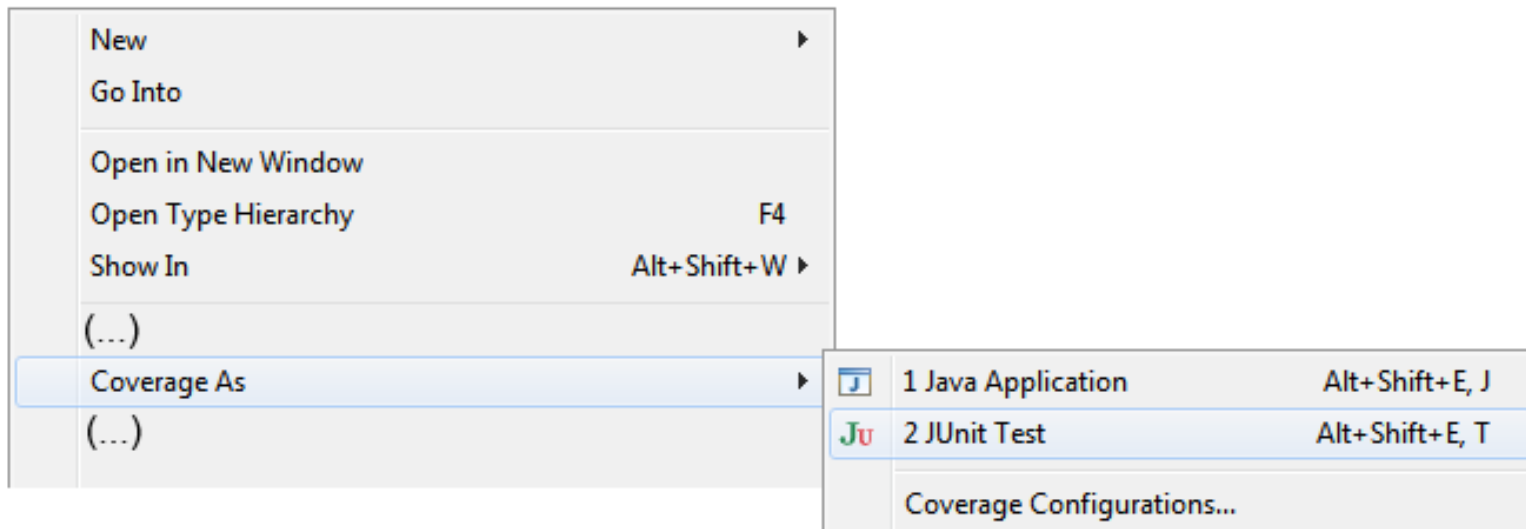 New
Go Into
Open in New Window
Open Type Hierarchy F4
Show In Alt+Shift+W
(...)
Coverage As
(...)
J 1 Java Application Alt+Shift+E, J
JU 2 JUnit Test Alt+Shift+E, T
Coverage Configurations...